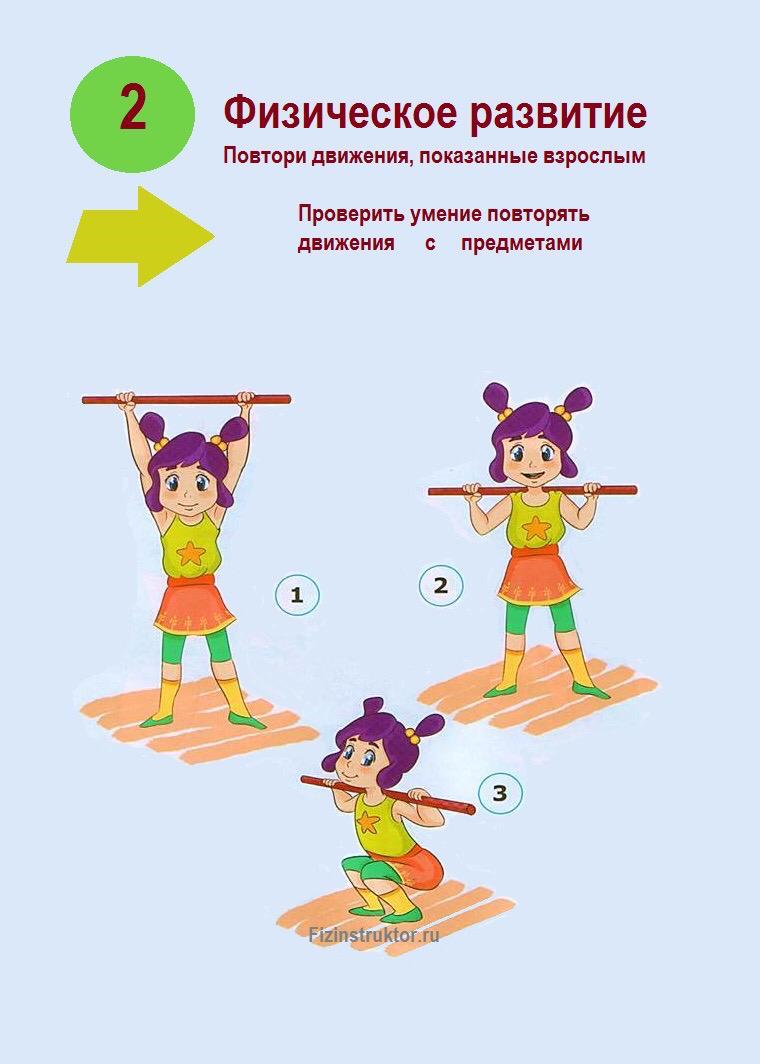 2
Физическое развитие
Повтори движения, показанные взрослым
Проверить умение повторять
движения с предметами
1
2
3
Fizinstruktor.ru